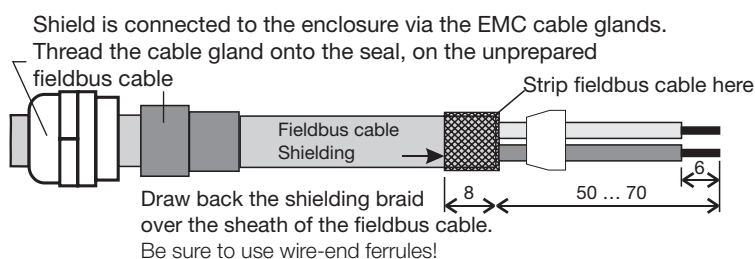 Shield is connected to the enclosure via the EMC cable glands.
Thread the cable gland onto the seal, on the unprepared
fieldbus cable
Strip fieldbus cable here
Fieldbus cable
Shielding
6
8
50 ... 70
Draw back the shielding braid
over the sheath of the fieldbus cable.
Be sure to use wire-end ferrules!